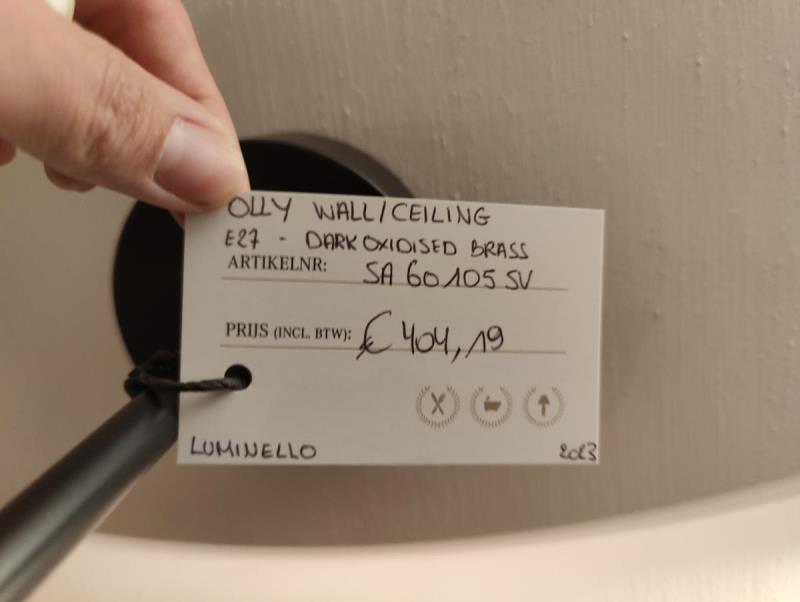 OLLY WALL/CEILING
E27 - DARK OXIDISED BRASS
ARTIKELNR: SA 60105 SV
PRIJS (INCL. BTW): € 404,19
LUMINELLO 2023